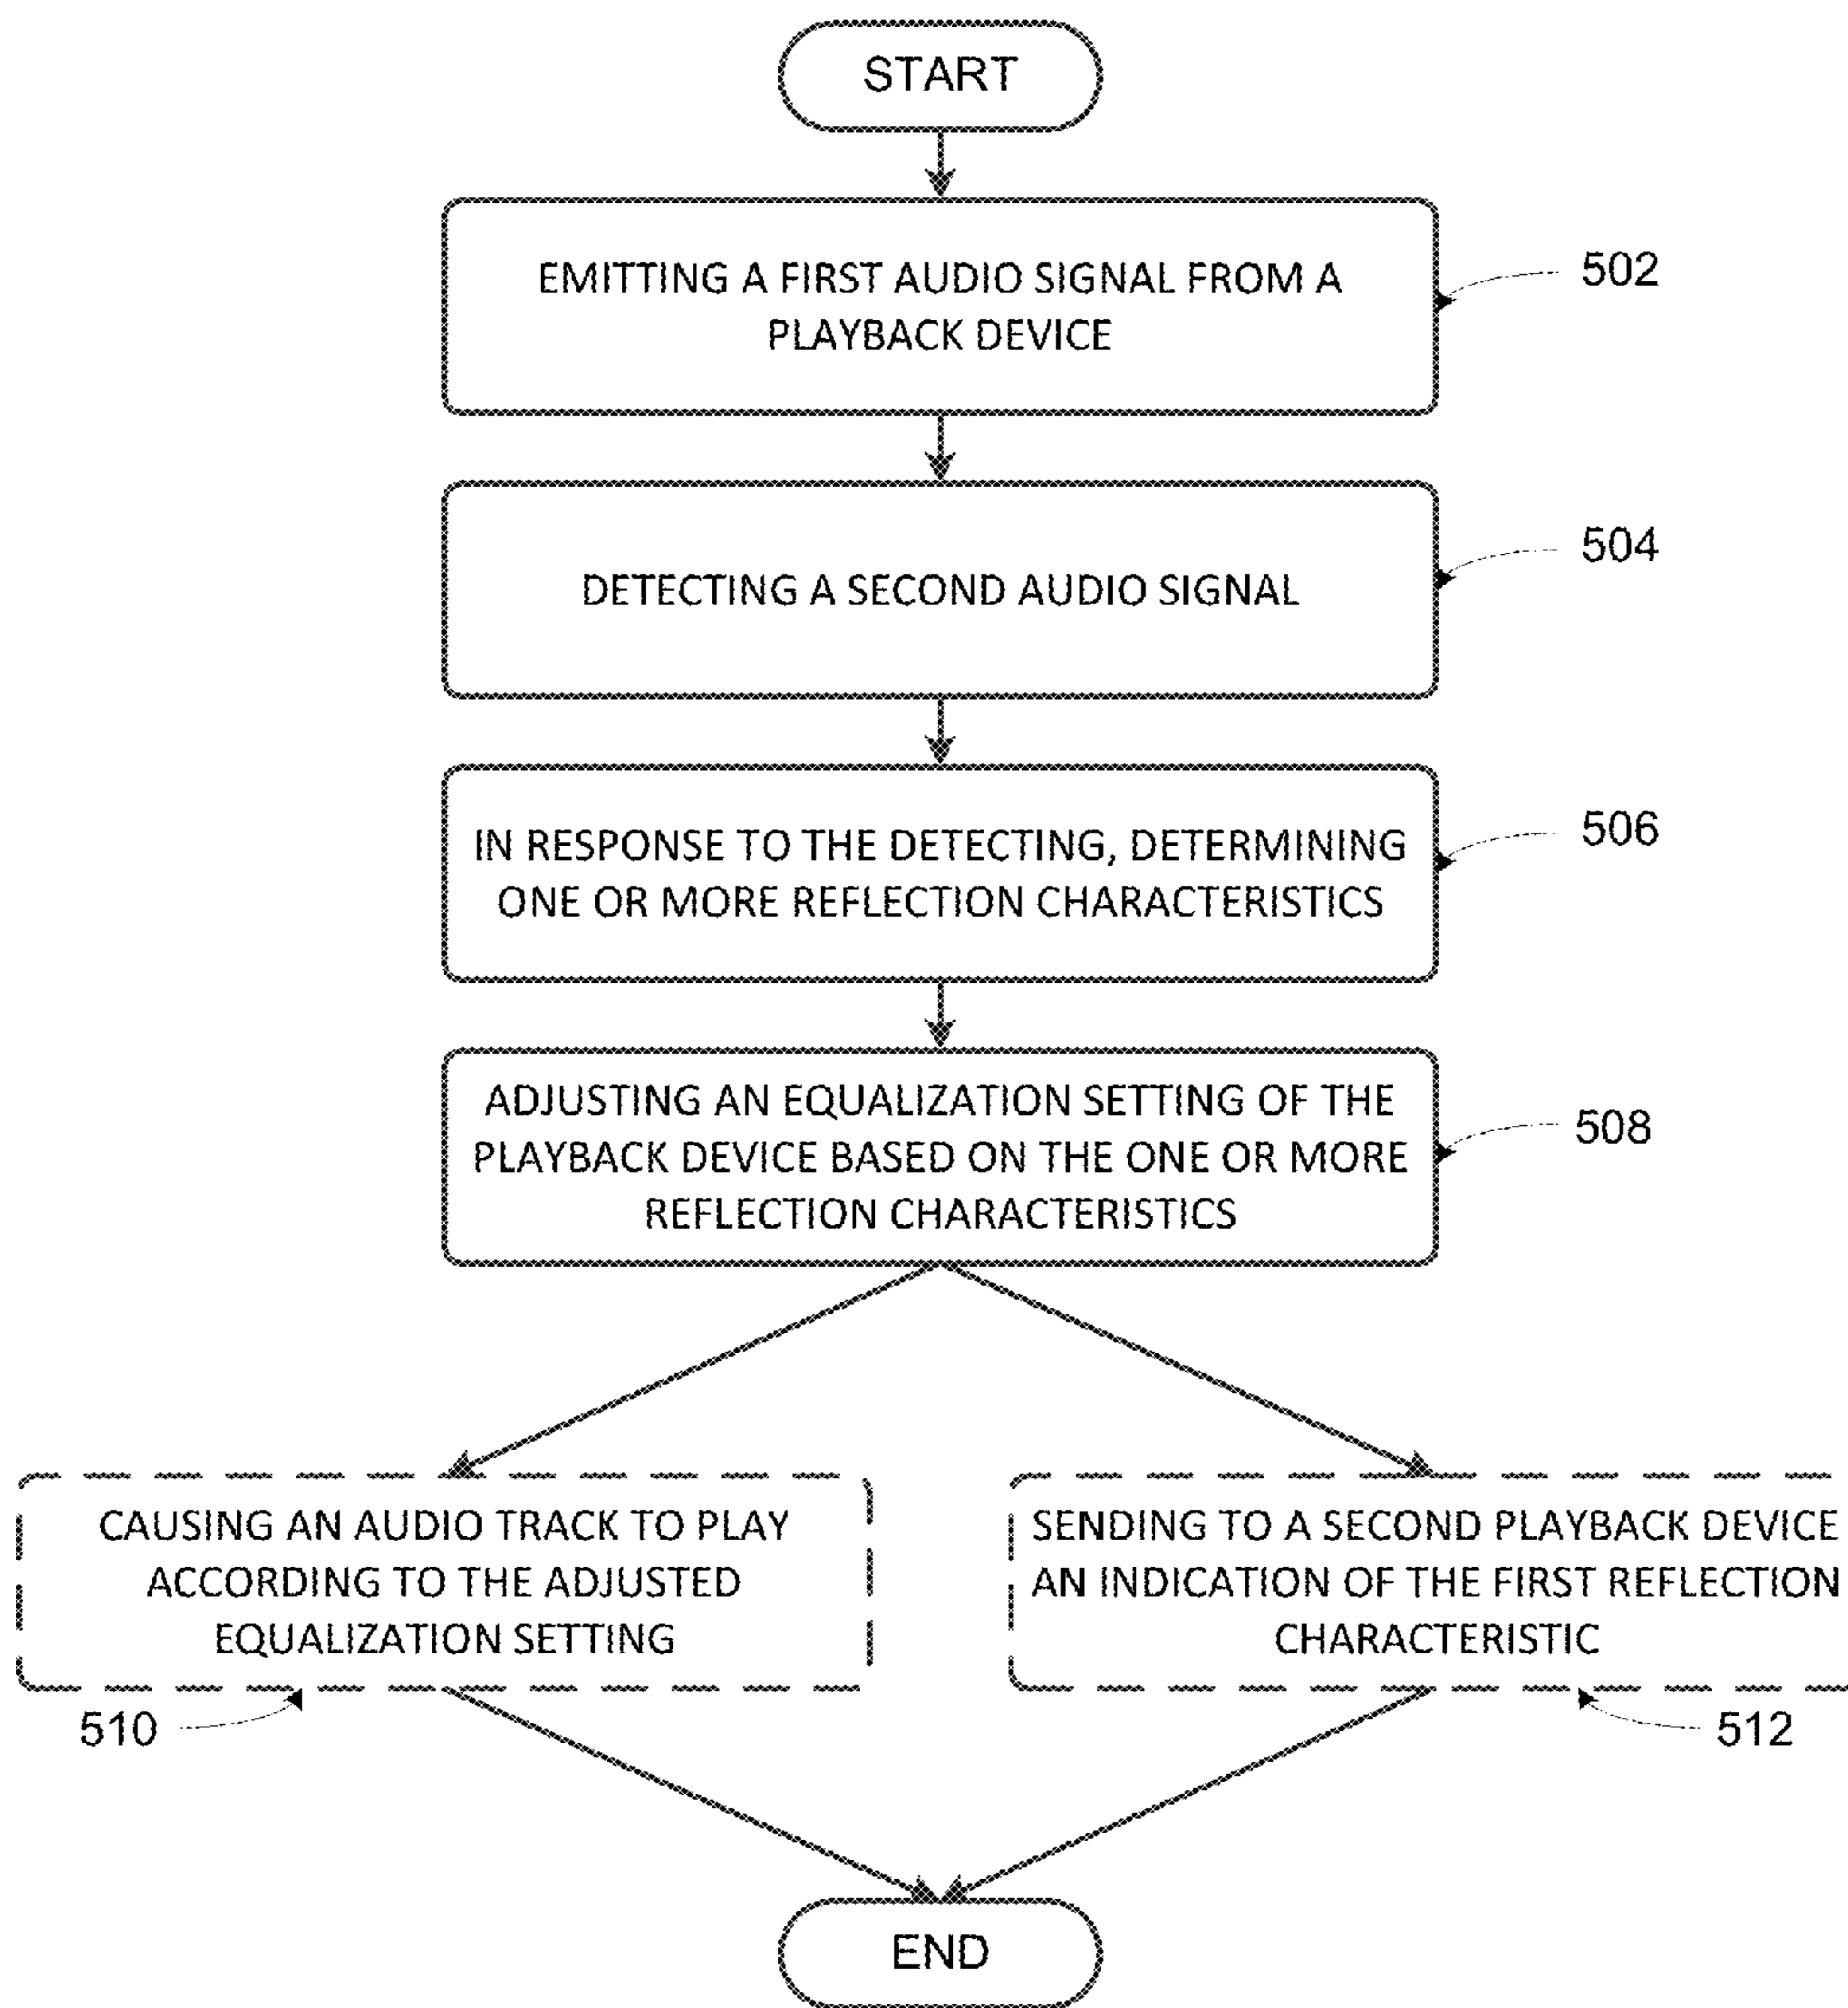 START
EMITTING A FIRST AUDIO SIGNAL FROM A
PLAYBACK DEVICE
502
DETECTING A SECOND AUDIO SIGNAL
504
IN RESPONSE TO THE DETECTING, DETERMINING
ONE OR MORE REFLECTION CHARACTERISTICS
506
ADJUSTING AN EQUALIZATION SETTING OF THE
PLAYBACK DEVICE BASED ON THE ONE OR MORE
REFLECTION CHARACTERISTICS
508
CAUSING AN AUDIO TRACK TO PLAY
ACCORDING TO THE ADJUSTED
EQUALIZATION SETTING
510
SENDING TO A SECOND PLAYBACK DEVICE
AN INDICATION OF THE FIRST REFLECTION
CHARACTERISTIC
512
END